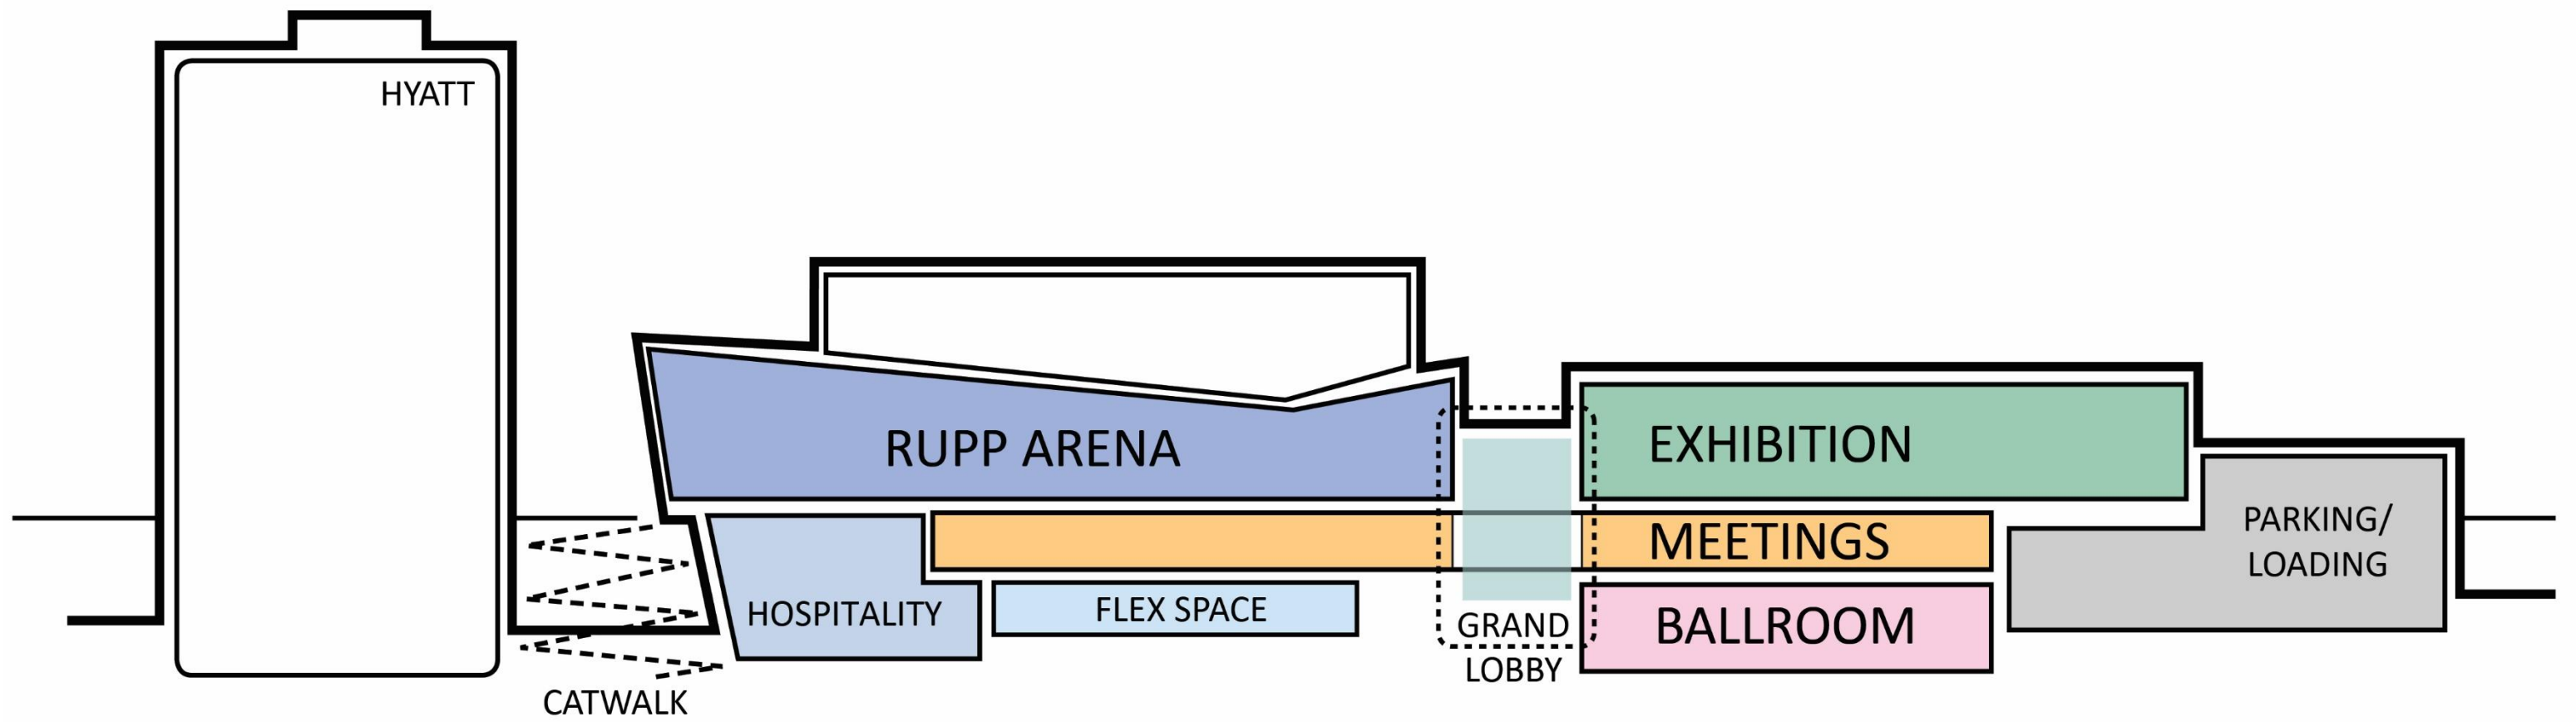 HYATT
RUPP ARENA
EXHIBITION
MEETINGS
PARKING/
LOADING
HOSPITALITY
FLEX SPACE
GRAND
LOBBY
BALLROOM
CATWALK